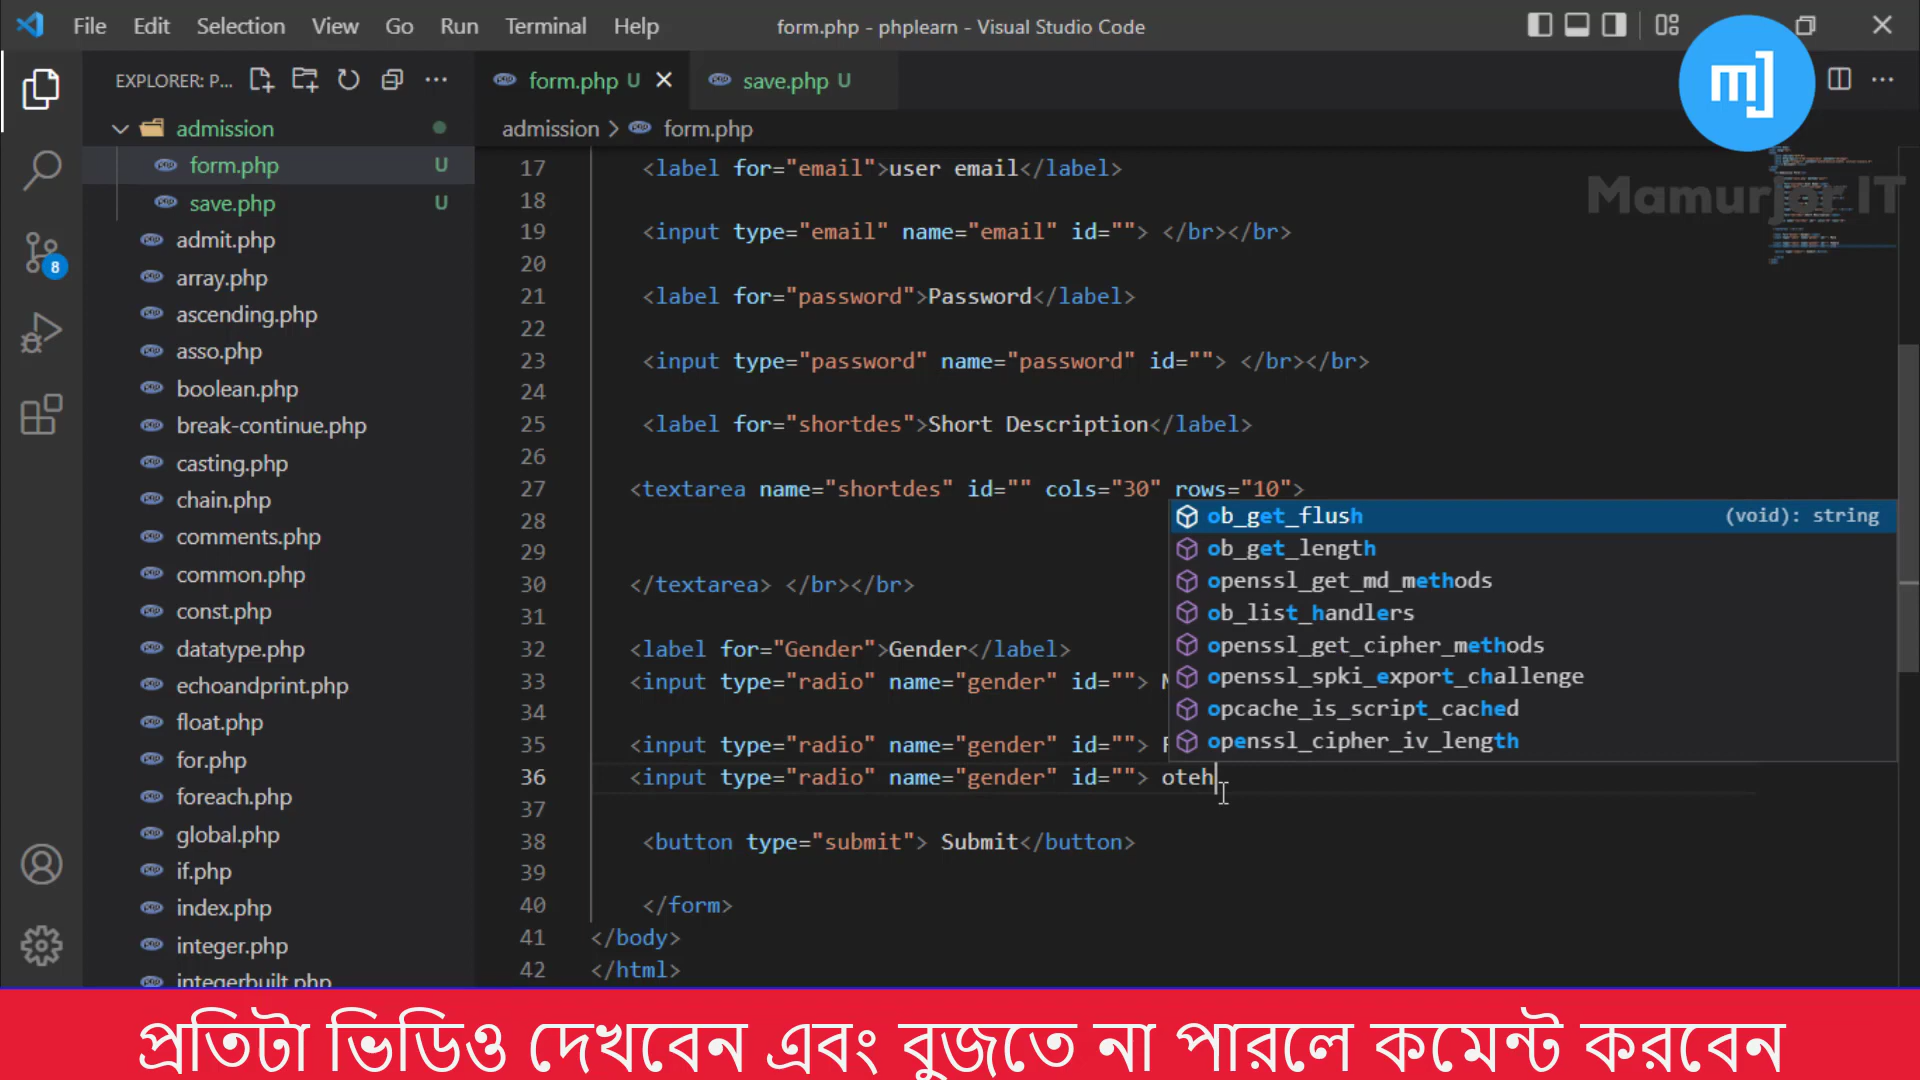 File Edit Selection View Go Run Terminal Help form.php - phplearn - Visual Studio Code
EXPLORER: P... form.php U save.php U
mj
admission
admission > form.php
Mamurjor IT
form.php U
save.php U
admit.php
array.php
ascending.php
asso.php
boolean.php
break-continue.php
casting.php
chain.php
comments.php
common.php
const.php
datatype.php
echoandprint.php
float.php
for.php
foreach.php
global.php
if.php
index.php
integer.php
integerbuilt.php
8
17 <label for="email">user email</label>
18
19 <input type="email" name="email" id=""> </br></br>
20
21 <label for="password">Password</label>
22
23 <input type="password" name="password" id=""> </br></br>
24
25 <label for="shortdes">Short Description</label>
26
27 <textarea name="shortdes" id="" cols="30" rows="10">
28
29
30 </textarea> </br></br>
31
32 <label for="Gender">Gender</label>
33 <input type="radio" name="gender" id="">
34
35 <input type="radio" name="gender" id="">
36 <input type="radio" name="gender" id=""> oteh
37
38 <button type="submit"> Submit</button>
39
40 </form>
41 </body>
42 </html>
ob_get_flush (void): string
ob_get_length
openssl_get_md_methods
ob_list_handlers
openssl_get_cipher_methods
openssl_spki_export_challenge
opcache_is_script_cached
openssl_cipher_iv_length
প্রতিটা ভিডিও দেখবেন এবং বুজতে না পারলে কমেন্ট করবেন